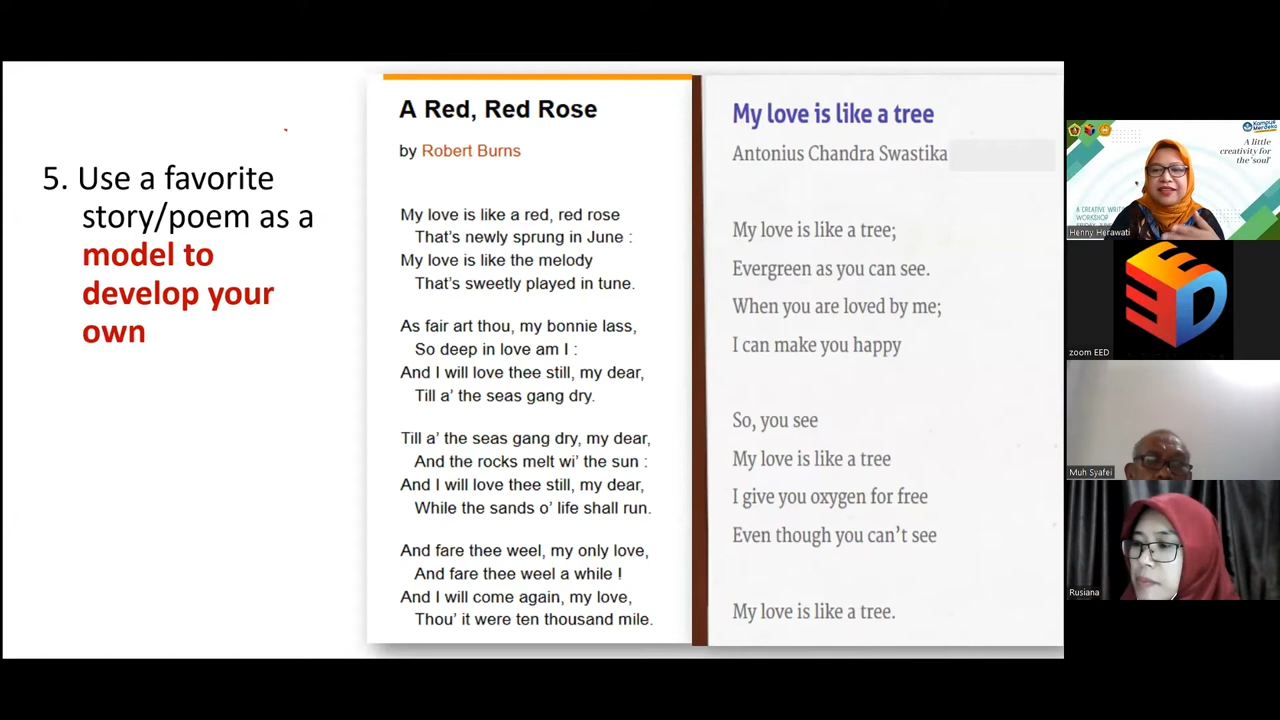 5. Use a favorite
story/poem as a
model to
develop your
own
A Red, Red Rose
by Robert Burns
My love is like a red, red rose
That's newly sprung in June :
My love is like the melody
That's sweetly played in tune.
As fair art thou, my bonnie lass,
So deep in love am I :
And I will love thee still, my dear,
Till a' the seas gang dry.
Till a' the seas gang dry, my dear,
And the rocks melt wi' the sun :
And I will love thee still, my dear,
While the sands o' life shall run.
And fare thee weel, my only love,
And fare thee weel a while !
And I will come again, my love,
Thou' it were ten thousand mile.
My love is like a tree
Antonius Chandra Swastika
My love is like a tree;
Evergreen as you can see.
When you are loved by me;
I can make you happy
So, you see
My love is like a tree
I give you oxygen for free
Even though you can't see
My love is like a tree.
Kampus
Merdeka
A little
creativity for
the 'soul'
A CREATIVE
WORKSHOP
Henny Herawati
EED
zoom EED
Muh Syafei
Rusiana